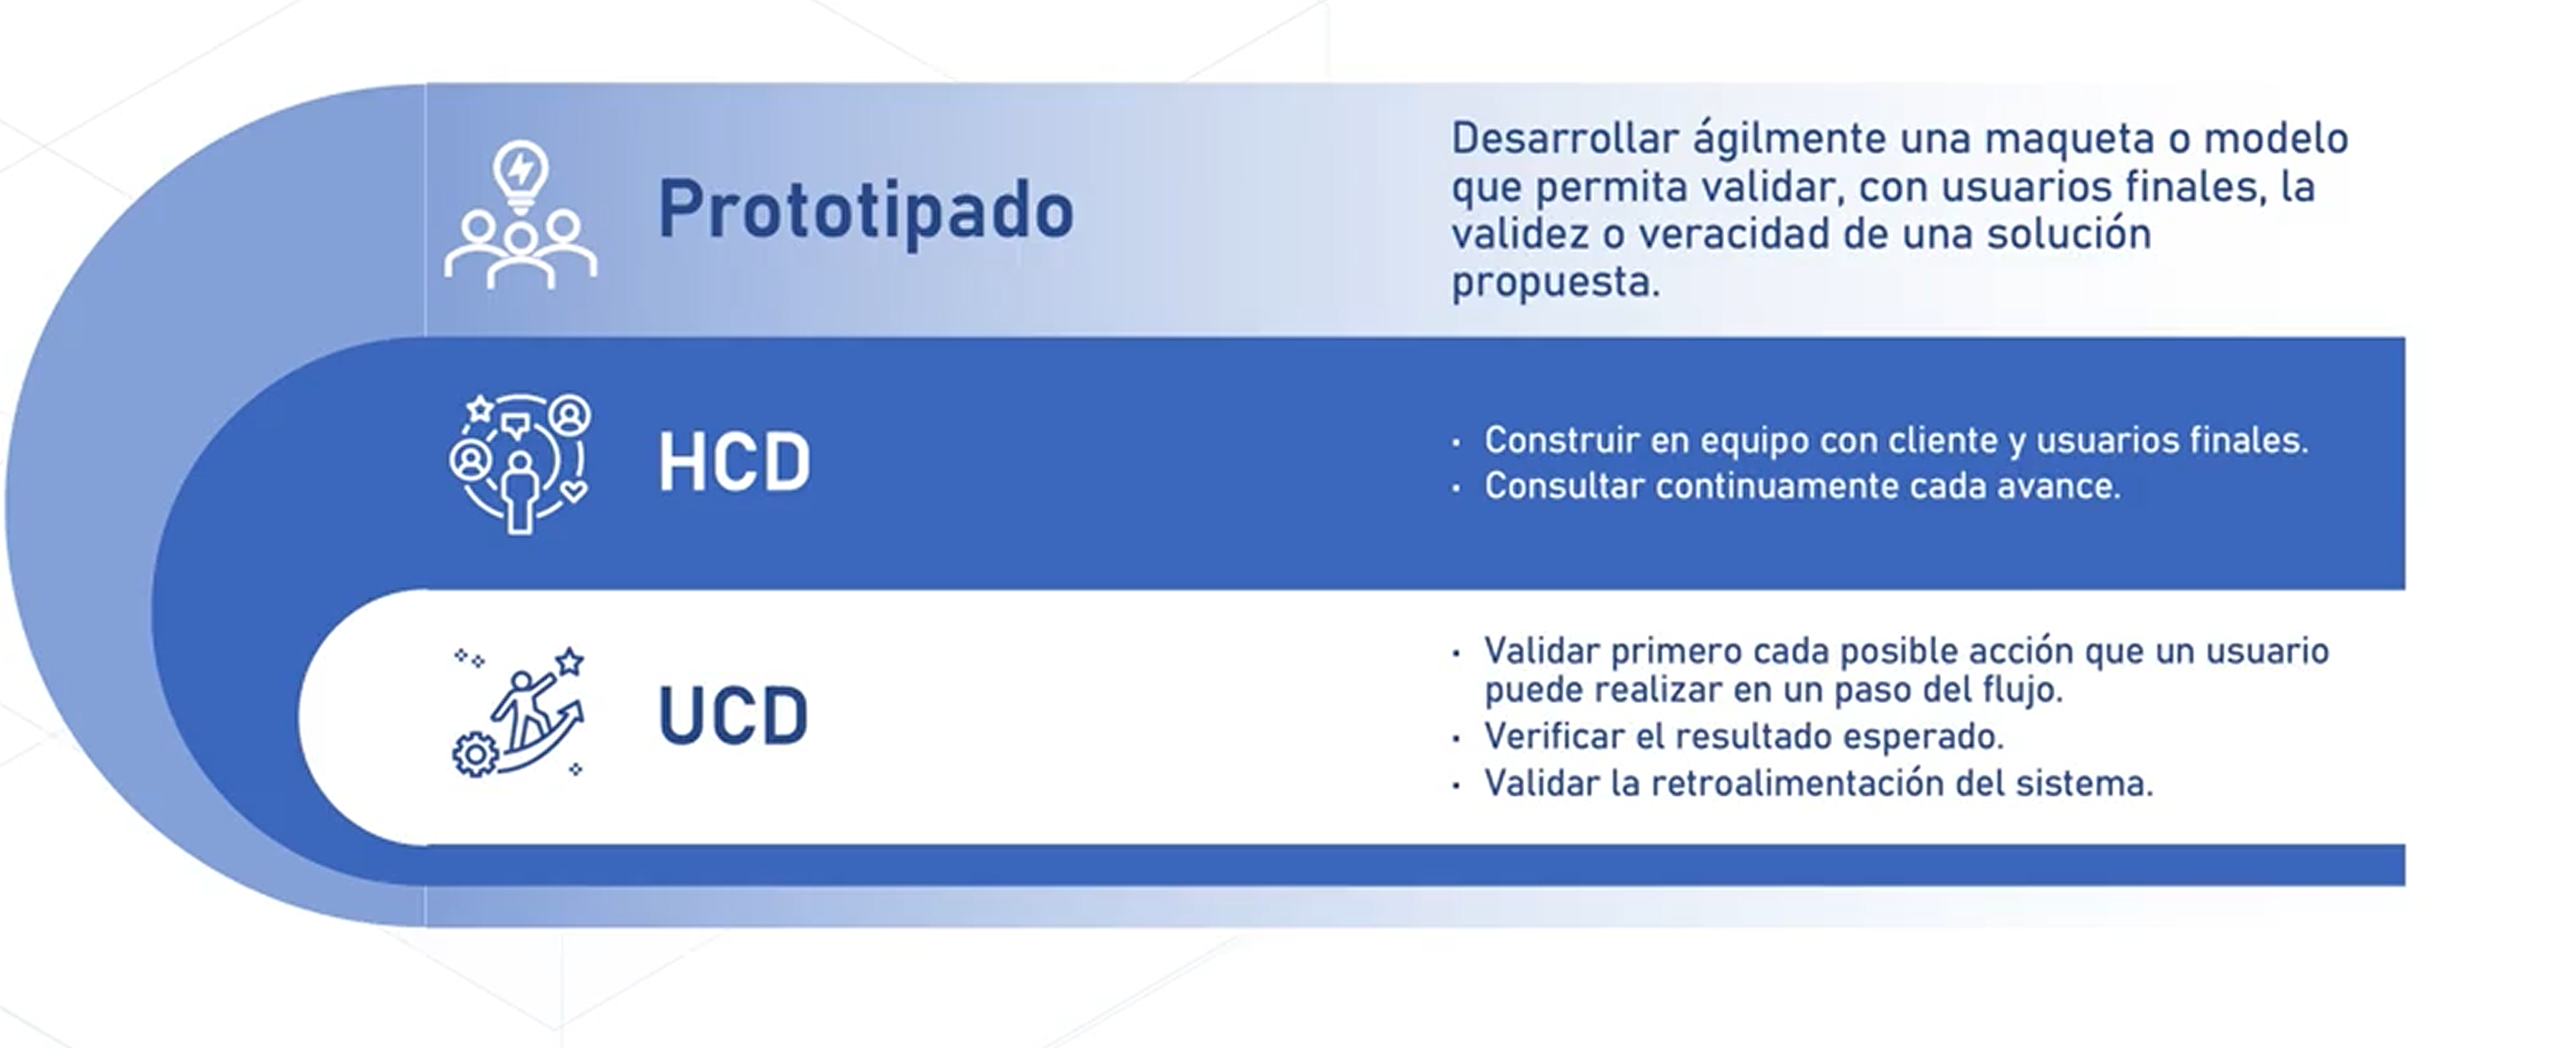 Prototipado
Desarrollar ágilmente una maqueta o modelo
que permita validar, con usuarios finales, la
validez o veracidad de una solución
propuesta.
HCD
· Construir en equipo con cliente y usuarios finales.
· Consultar continuamente cada avance.
UCD
· Validar primero cada posible acción que un usuario
puede realizar en un paso del flujo.
· Verificar el resultado esperado.
· Validar la retroalimentación del sistema.